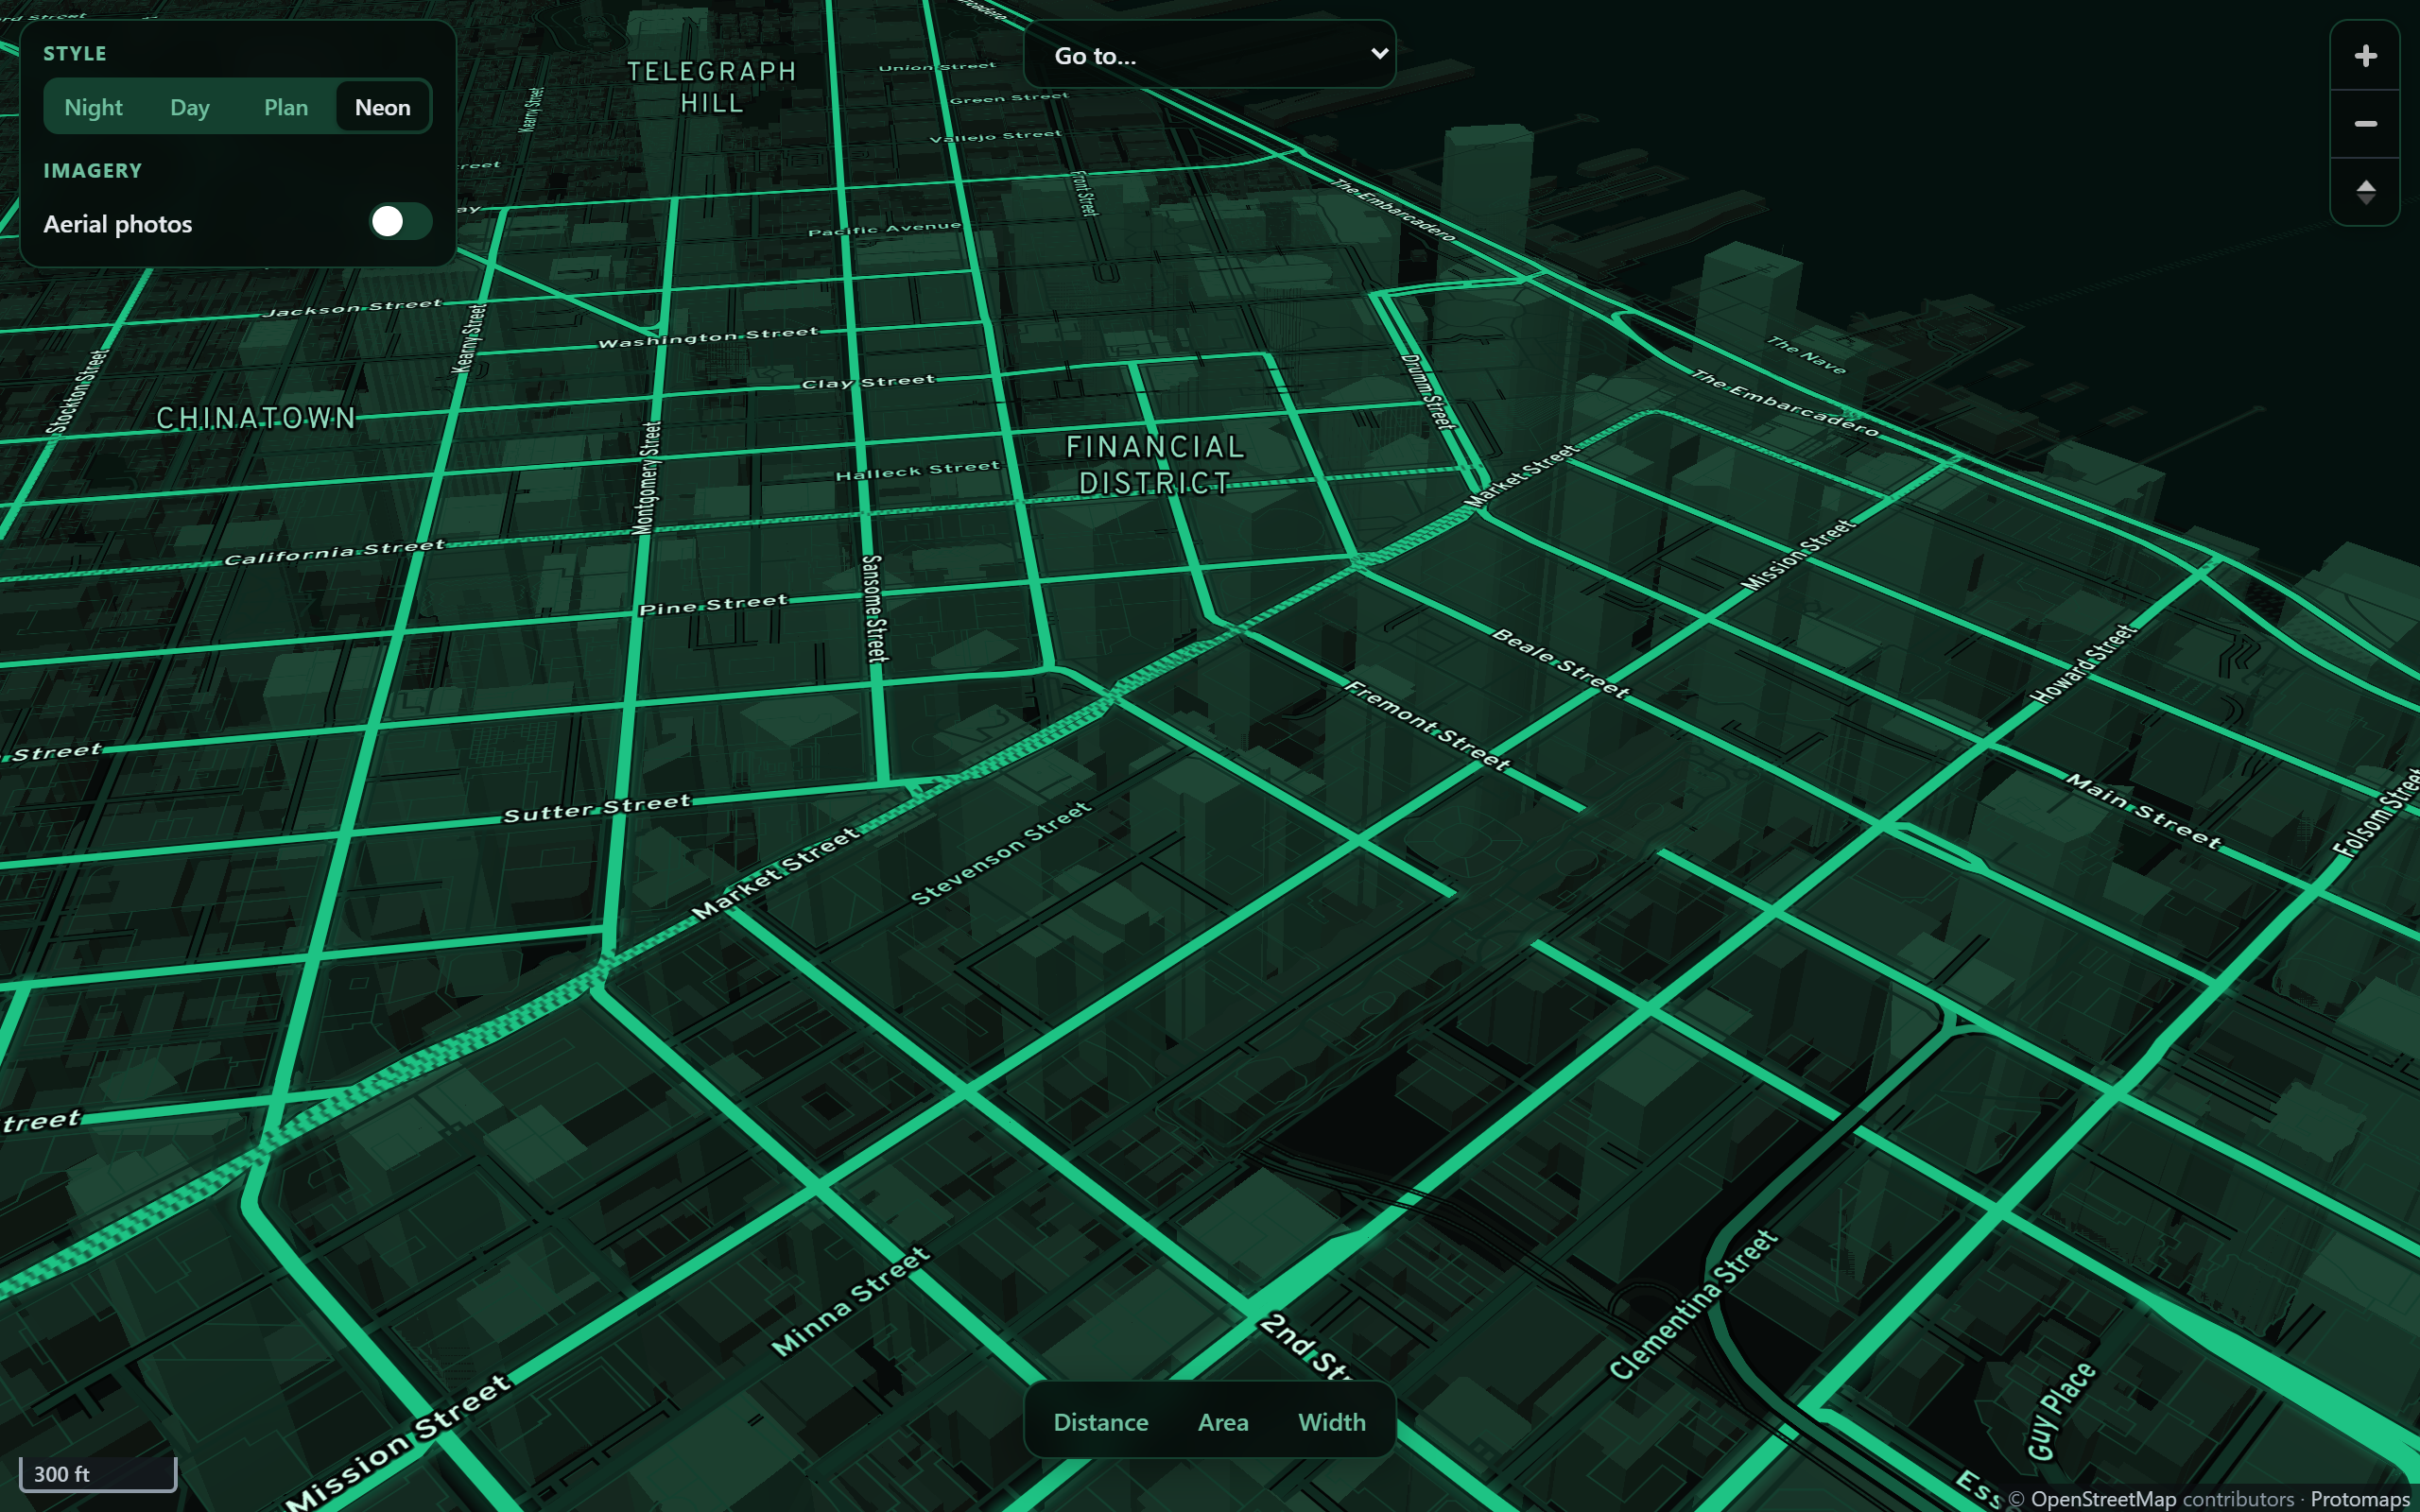 STYLE
Night Day Plan Neon
IMAGERY
Aerial photos
Go to...
TELEGRAPH
HILL
Union Street
Green Street
Vallejo Street
Kearny Street
Front Street
The Embarcadero
Pacific Avenue
Jackson Street
Kearny Street
Washington Street
Stockton Street
Clay Street
Drumm Street
The Nave
The Embarcadero
CHINATOWN
Montgomery Street
FINANCIAL
DISTRICT
Halleck Street
Market Street
California Street
Mission Street
Pine Street
Sansome Street
Beale Street
Howard Street
Fremont Street
Street
Sutter Street
Main Street
Folsom Street
Market Street
Stevenson Street
treet
Minna Street
2nd Str
Clementina Street
Guy Place
Mission Street
Ess
Distance Area Width
300 ft
© OpenStreetMap contributors · Protomaps